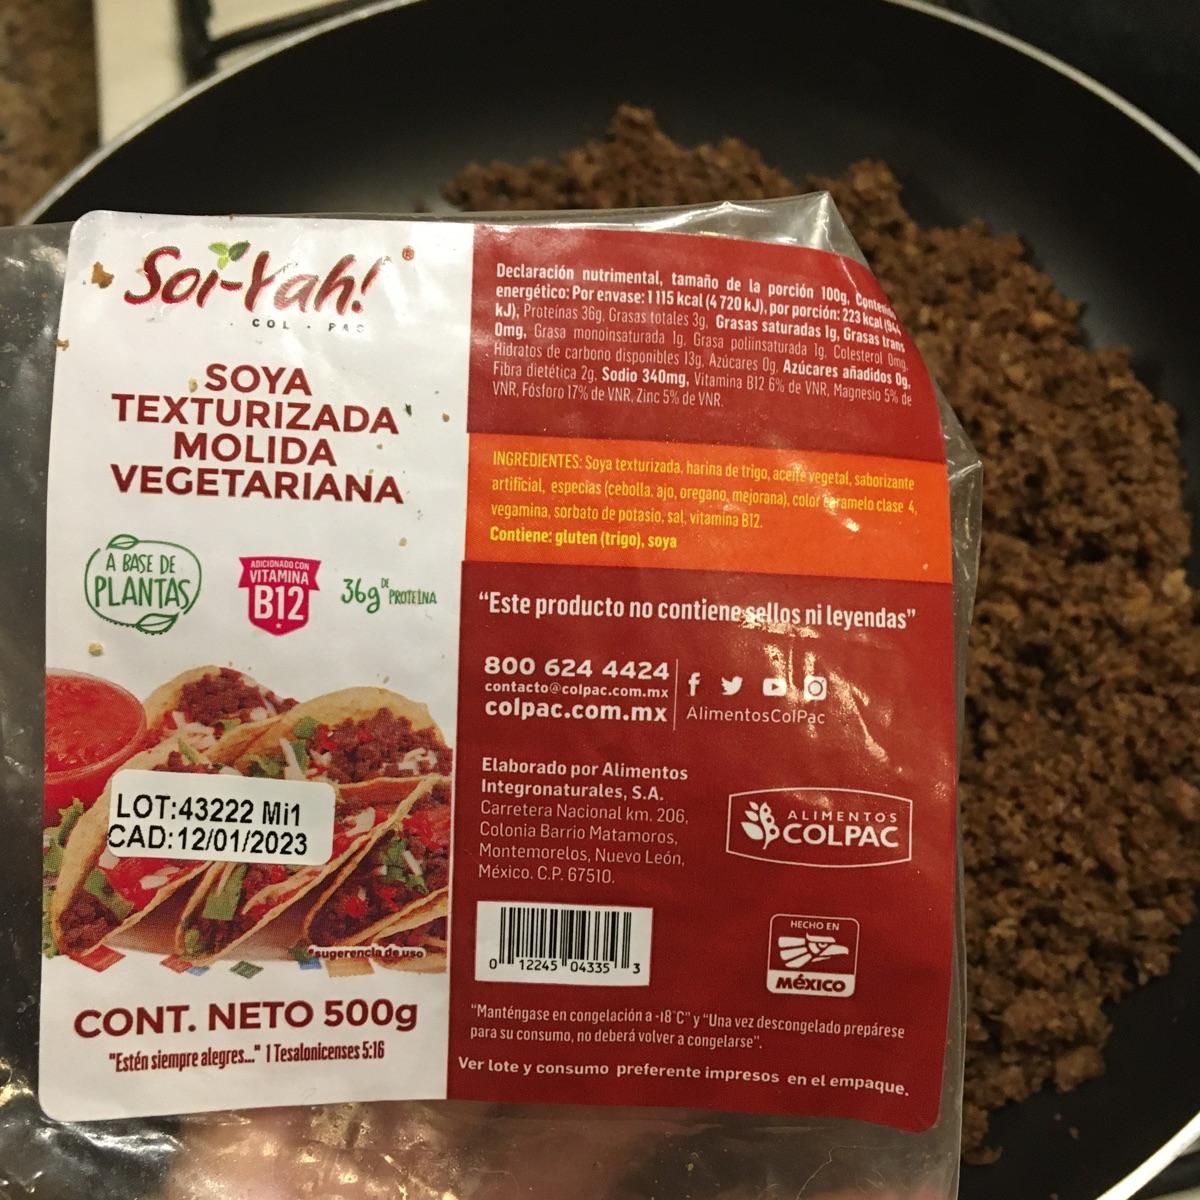 Soi-Yah!®
COL · PAC
SOYA
TEXTURIZADA
MOLIDA
VEGETARIANA
A BASE DE
PLANTAS
ADICIONADO CON
VITAMINA
B12
36g DE PROTEÍNA
LOT:43222 Mi1
CAD:12/01/2023
*sugerencia de uso
CONT. NETO 500g
"Estén siempre alegres..." 1 Tesalonicenses 5:16
Declaración nutrimental, tamaño de la porción 100g, Contenido
energético: Por envase: 1 115 kcal (4 720 kJ), por porción: 223 kcal (944
kJ), Proteínas 36g, Grasas totales 3g, Grasas saturadas 1g, Grasas trans
0mg, Grasa monoinsaturada 1g, Grasa poliinsaturada 1g, Colesterol 0mg,
Hidratos de carbono disponibles 13g, Azúcares 0g, Azúcares añadidos 0g,
Fibra dietética 2g, Sodio 340mg, Vitamina B12 6% de VNR, Magnesio 5% de
VNR, Fósforo 17% de VNR, Zinc 5% de VNR.
INGREDIENTES: Soya texturizada, harina de trigo, aceite vegetal, saborizante
artificial, especias (cebolla, ajo, oregano, mejorana), color caramelo clase 4,
vegamina, sorbato de potasio, sal, vitamina B12.
Contiene: gluten (trigo), soya
"Este producto no contiene sellos ni leyendas"
800 624 4424
contacto@colpac.com.mx
colpac.com.mx
AlimentosColPac
Elaborado por Alimentos
Integronaturales, S.A.
Carretera Nacional km. 206,
Colonia Barrio Matamoros,
Montemorelos, Nuevo León,
México. C.P. 67510.
ALIMENTOS
COLPAC
0 12245 04335 3
HECHO EN
MÉXICO
"Manténgase en congelación a -18°C" y "Una vez descongelado prepárese
para su consumo, no deberá volver a congelarse".
Ver lote y consumo preferente impresos en el empaque.